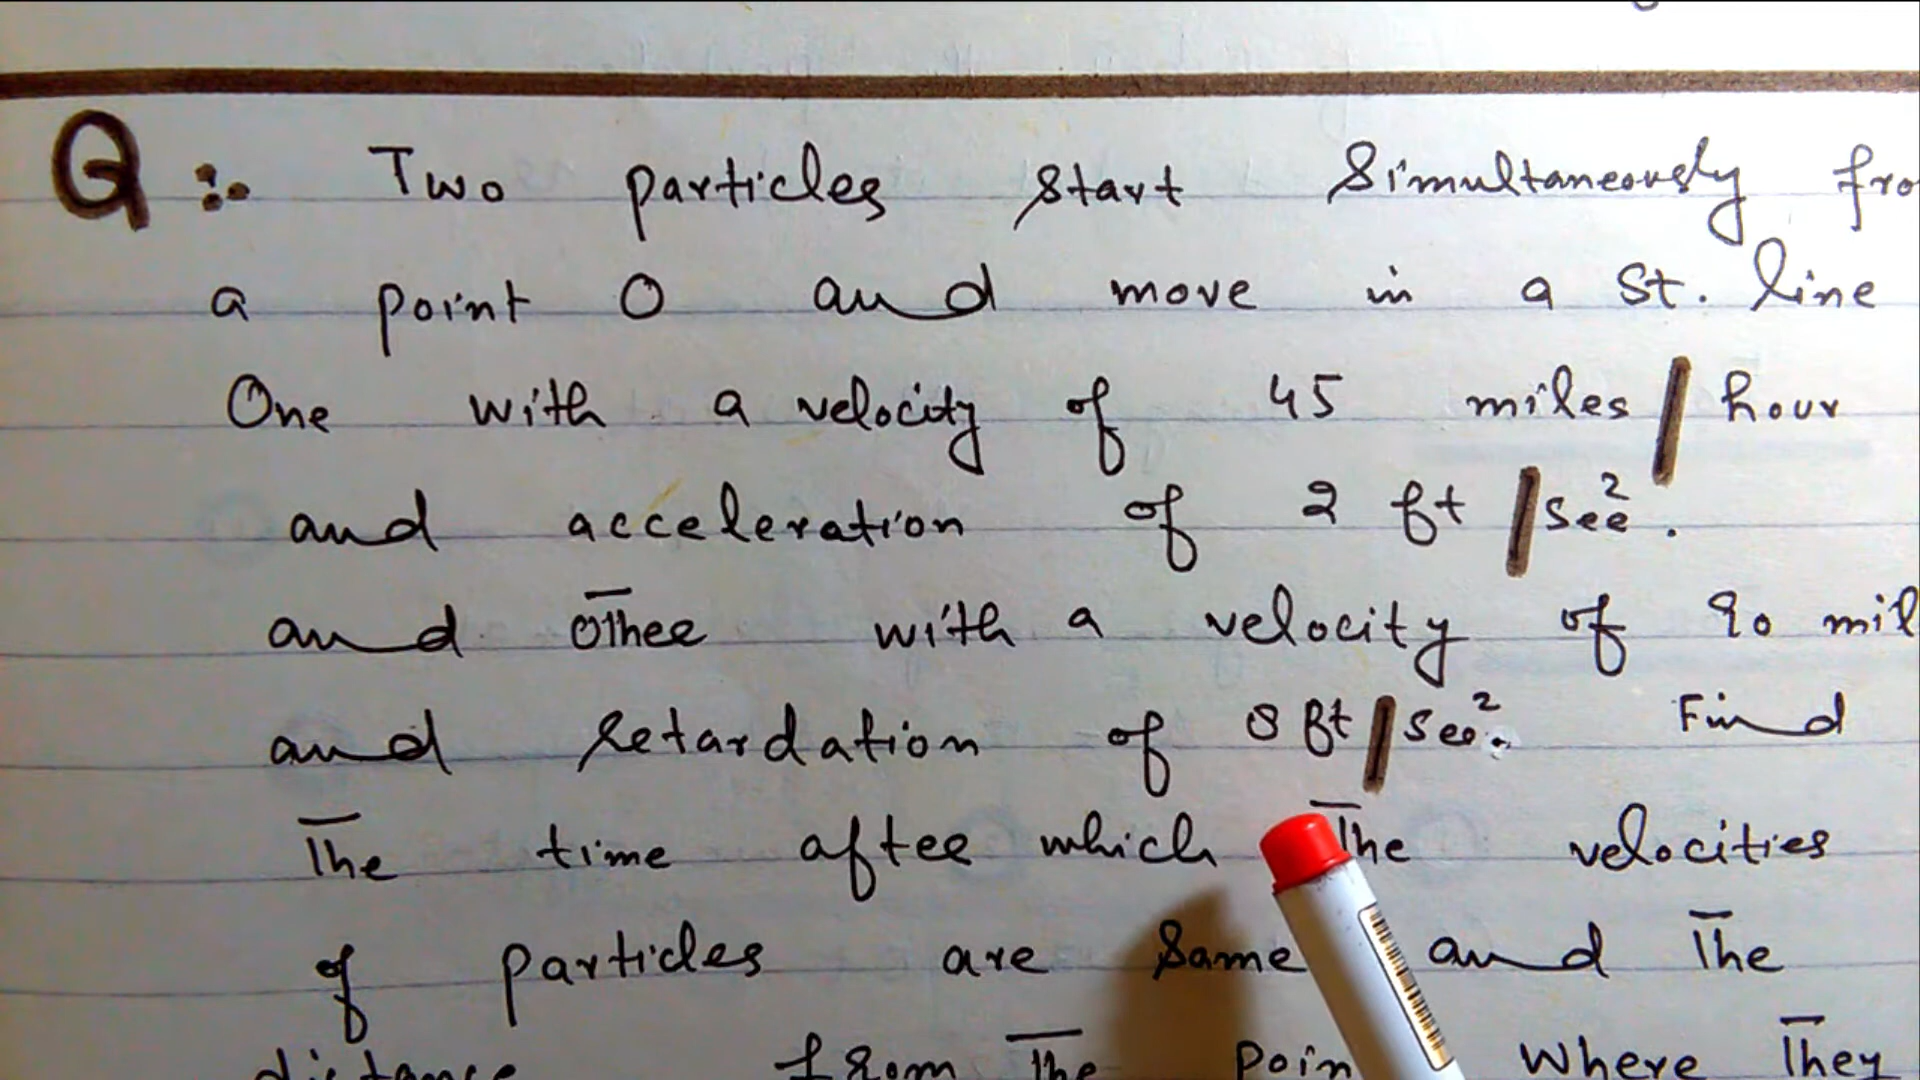 Q :- Two particles start Simultaneously fro
a point O and move in a St. line
One with a velocity of 45 miles / hour
and acceleration of 2 ft / sec².
and other with a velocity of 90 mil
and retardation of 8 ft / sec². Find
The time after which The velocities
of particles are Same and The
distance from The poin where They